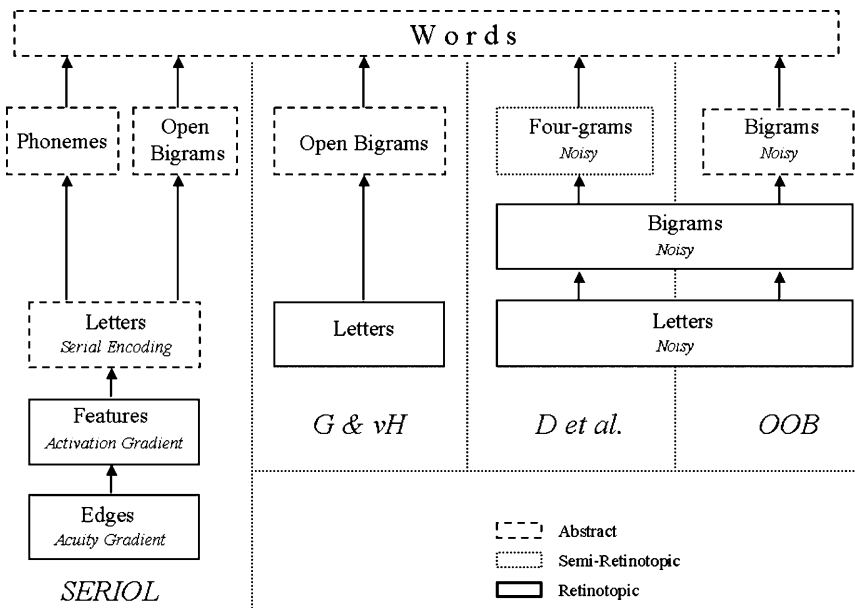 Words
Phonemes
Open
Bigrams
Open Bigrams
Four-grams
Noisy
Bigrams
Noisy
Bigrams
Noisy
Letters
Serial Encoding
Letters
Letters
Noisy
Features
Activation Gradient
G & vH
D et al.
OOB
Edges
Acuity Gradient
SERIOL
Abstract
Semi-Retinotopic
Retinotopic